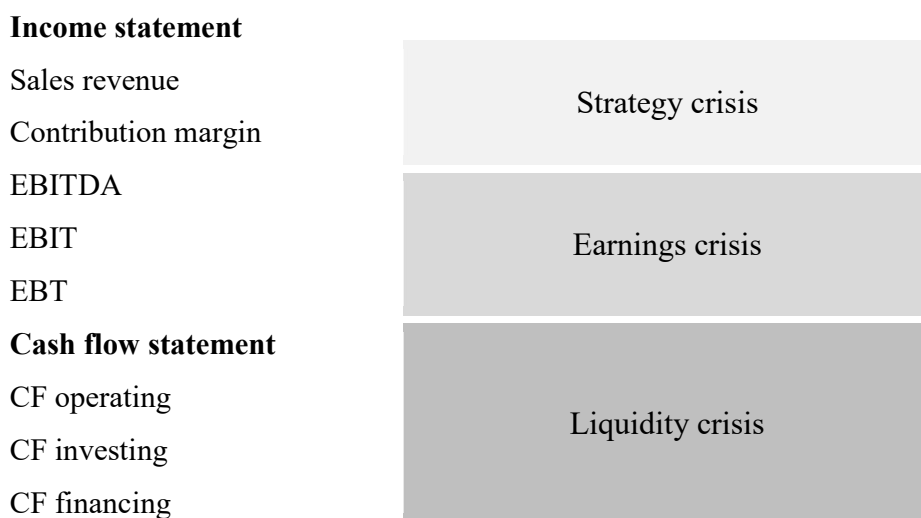 Income statement
Sales revenue
Contribution margin
EBITDA
EBIT
EBT
Cash flow statement
CF operating
CF investing
CF financing
Strategy crisis
Earnings crisis
Liquidity crisis